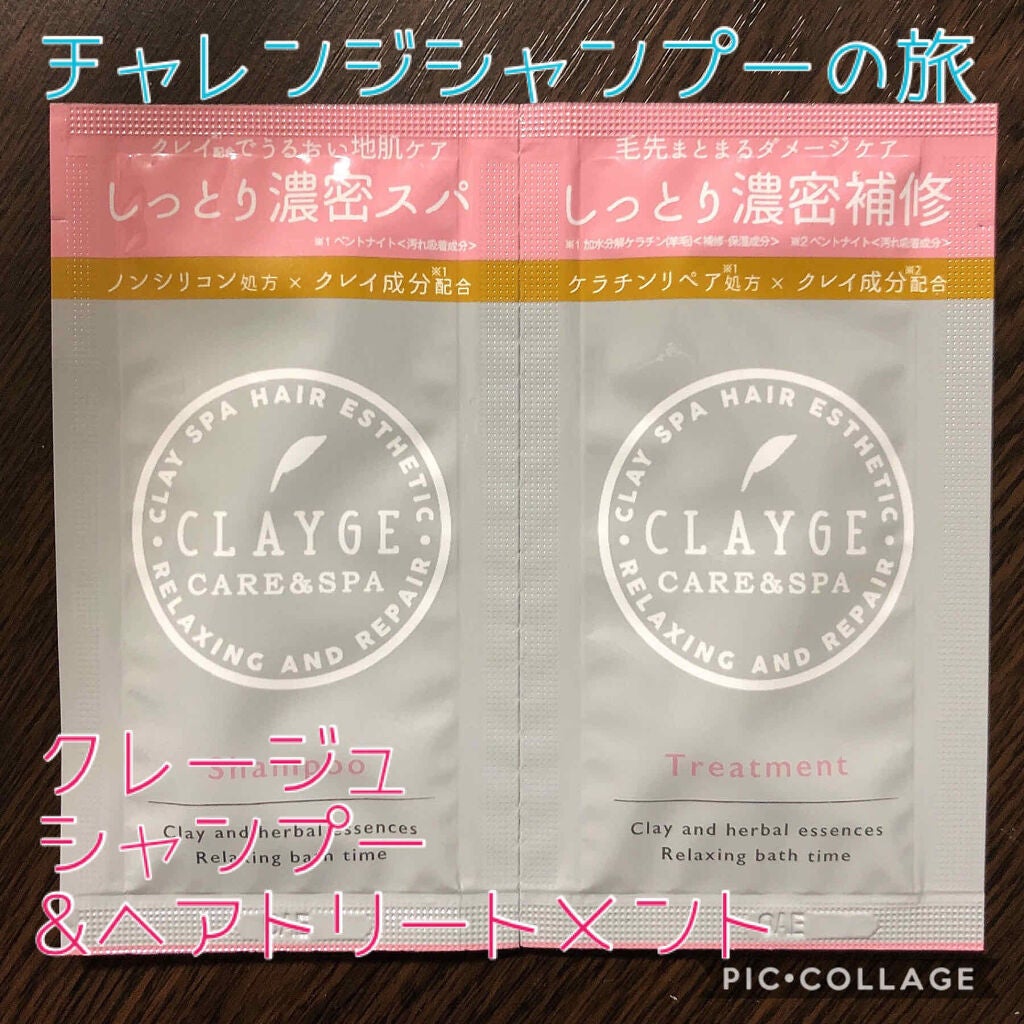 チャレンジシャンプーの旅
クレイ配合でうるおい地肌ケア
しっとり濃密スパ
※1 ベントナイト<汚れ吸着成分>
ノンシリコン処方 × クレイ成分※1配合
CLAY SPA HAIR ESTHETIC
CLAYGE
CARE&SPA
RELAXING AND REPAIR
Shampoo
Clay and herbal essences
Relaxing bath time
毛先まとまるダメージケア
しっとり濃密補修
※1 加水分解ケラチン(羊毛)<補修・保湿成分> ※2 ベントナイト<汚れ吸着成分>
ケラチンリペア※1処方 × クレイ成分※2配合
CLAY SPA HAIR ESTHETIC
CLAYGE
CARE&SPA
RELAXING AND REPAIR
Treatment
Clay and herbal essences
Relaxing bath time
クレージュ
シャンプー
&ヘアトリートメント
PIC•COLLAGE